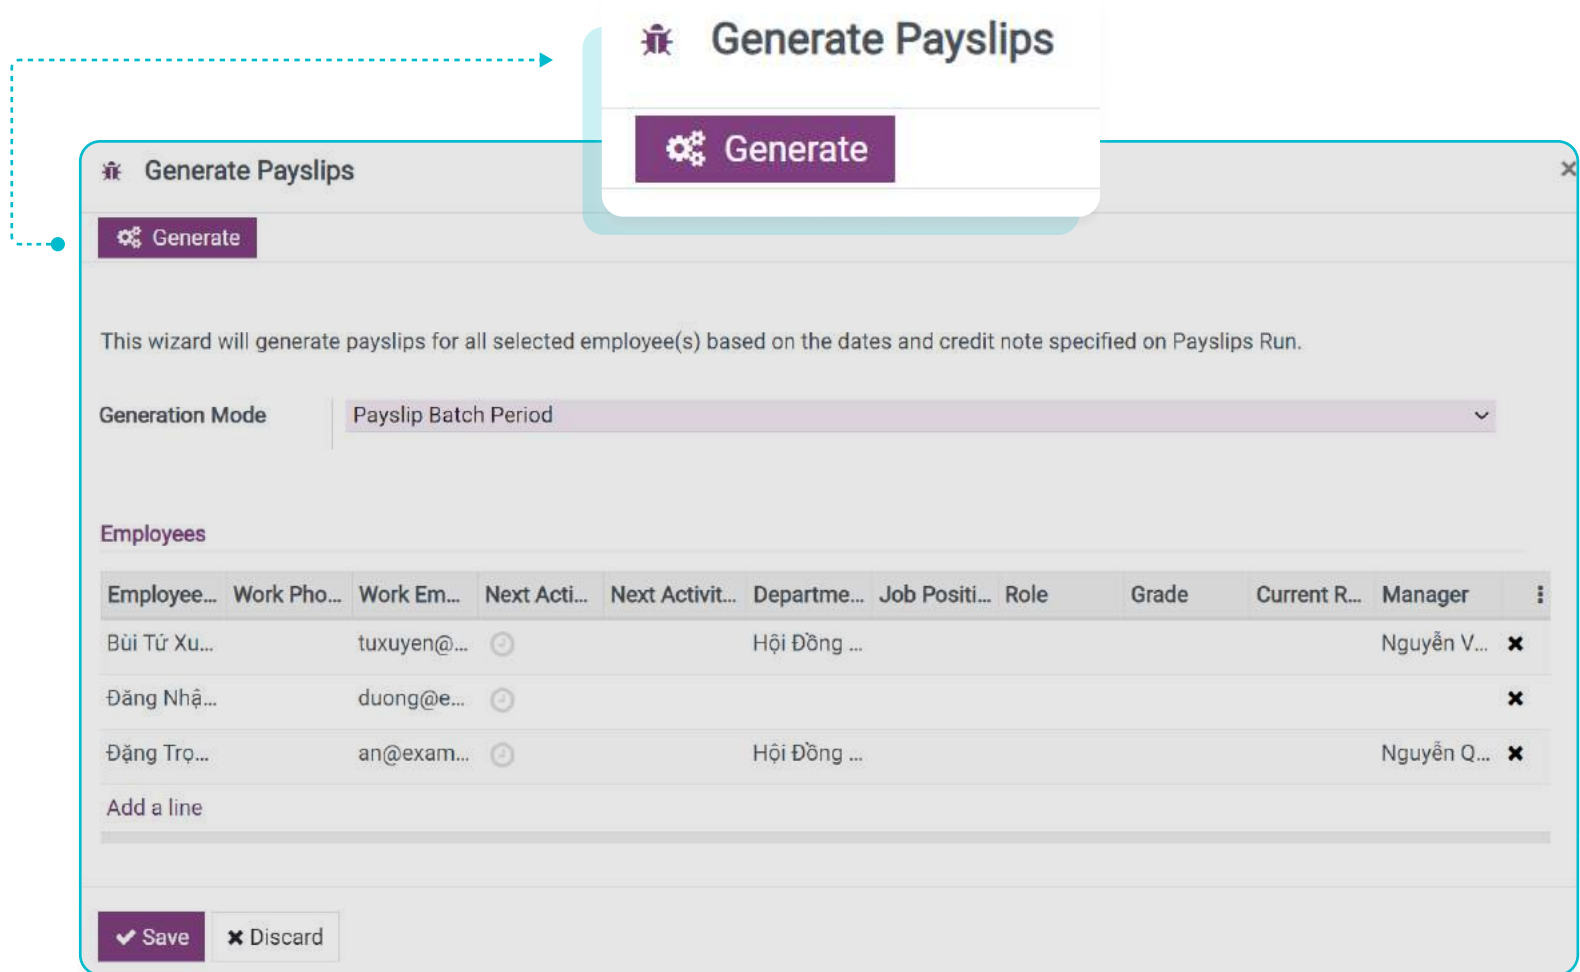 Generate Payslips
Generate
Generate Payslips
Generate
This wizard will generate payslips for all selected employee(s) based on the dates and credit note specified on Payslips Run.
Generation Mode Payslip Batch Period
Employees
Employee... Work Pho... Work Em... Next Acti... Next Activit... Departme... Job Positi... Role Grade Current R... Manager
Bùi Tứ Xu... tuxuyen@... Hội Đồng ... Nguyễn V...
Đăng Nhậ... duong@e...
Đặng Trọ... an@exam... Hội Đồng ... Nguyễn Q...
Add a line
Save Discard